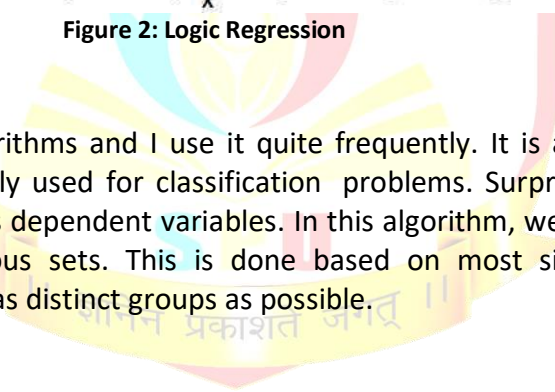 x
Figure 2: Logic Regression
rithms and I use it quite frequently. It is a
ly used for classification problems. Surpr
s dependent variables. In this algorithm, we
ous sets. This is done based on most si
as distinct groups as possible.
S P U
प्रकाशते जगत् ॥